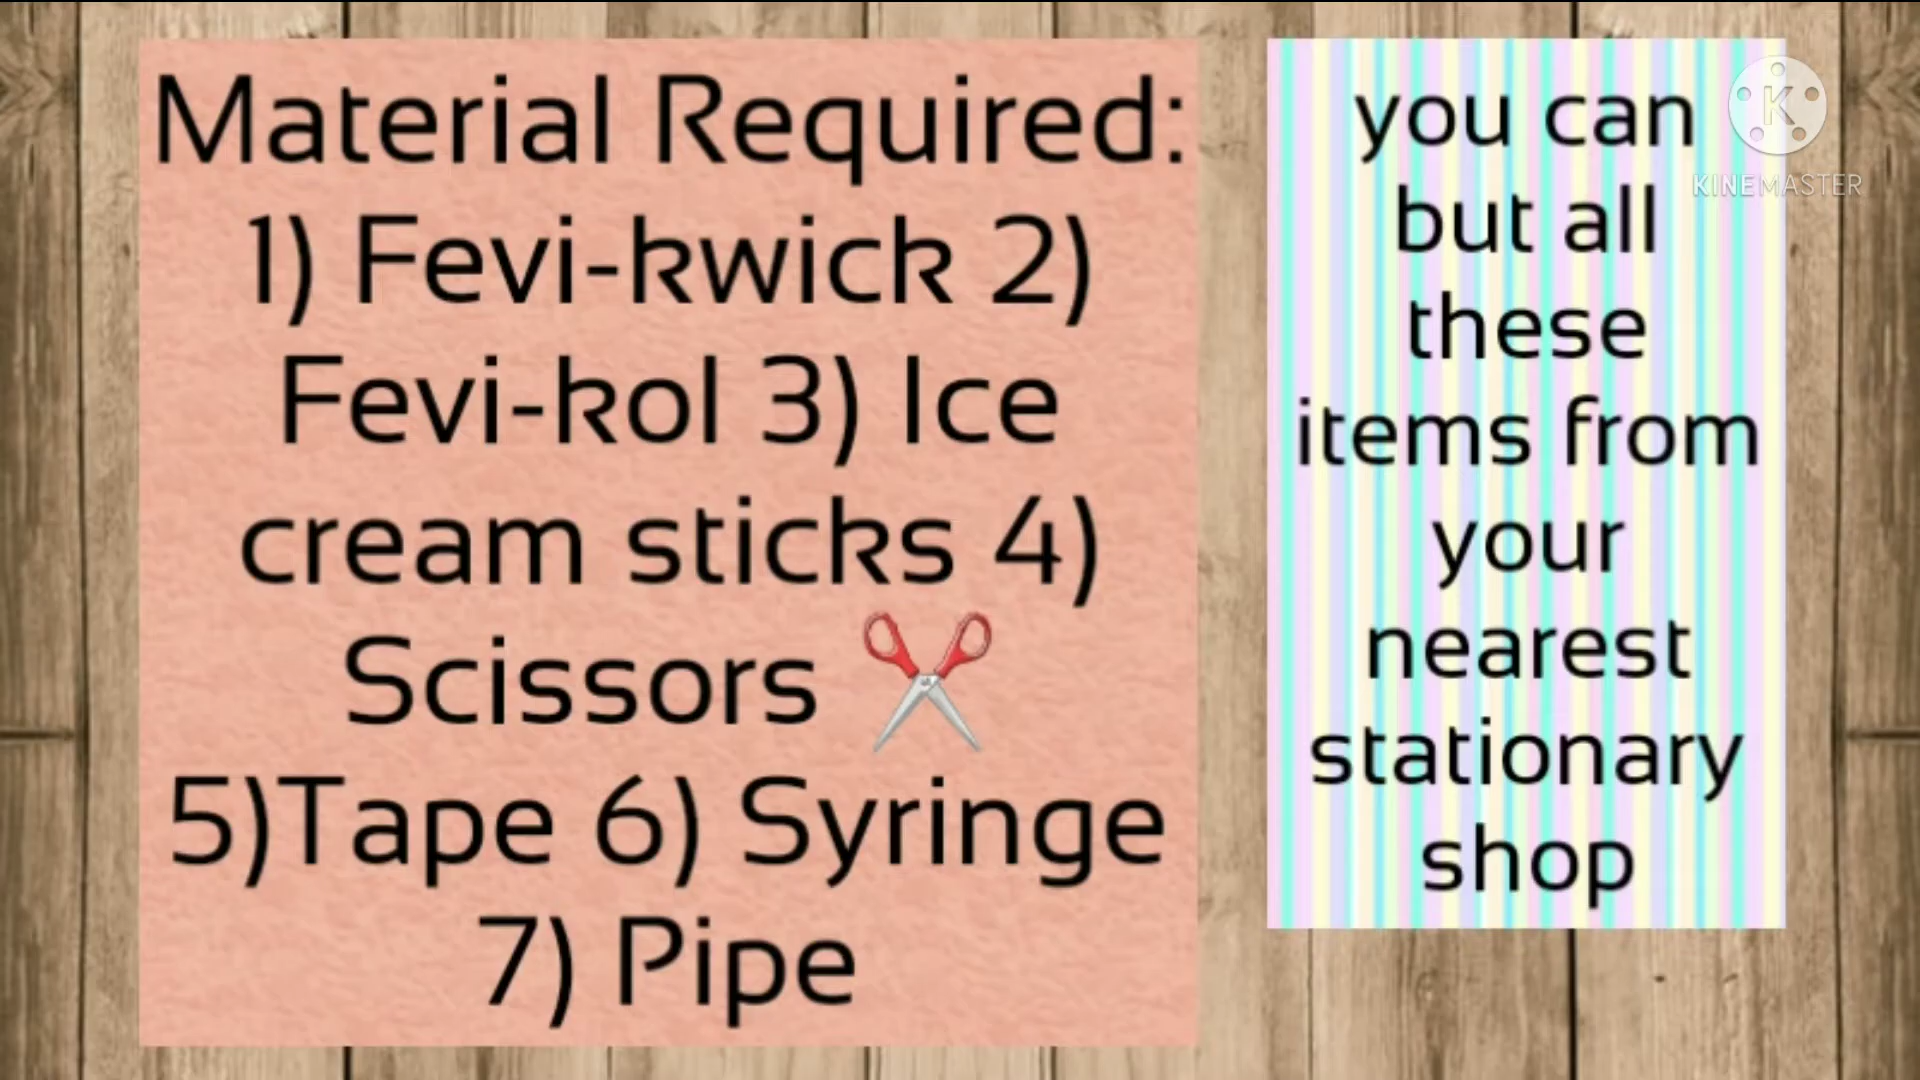 Material Required:
1) Fevi-kwick 2)
Fevi-kol 3) Ice
cream sticks 4)
Scissors ✂️
5)Tape 6) Syringe
7) Pipe
you can
but all
these
items from
your
nearest
stationary
shop
K
KINEMASTER